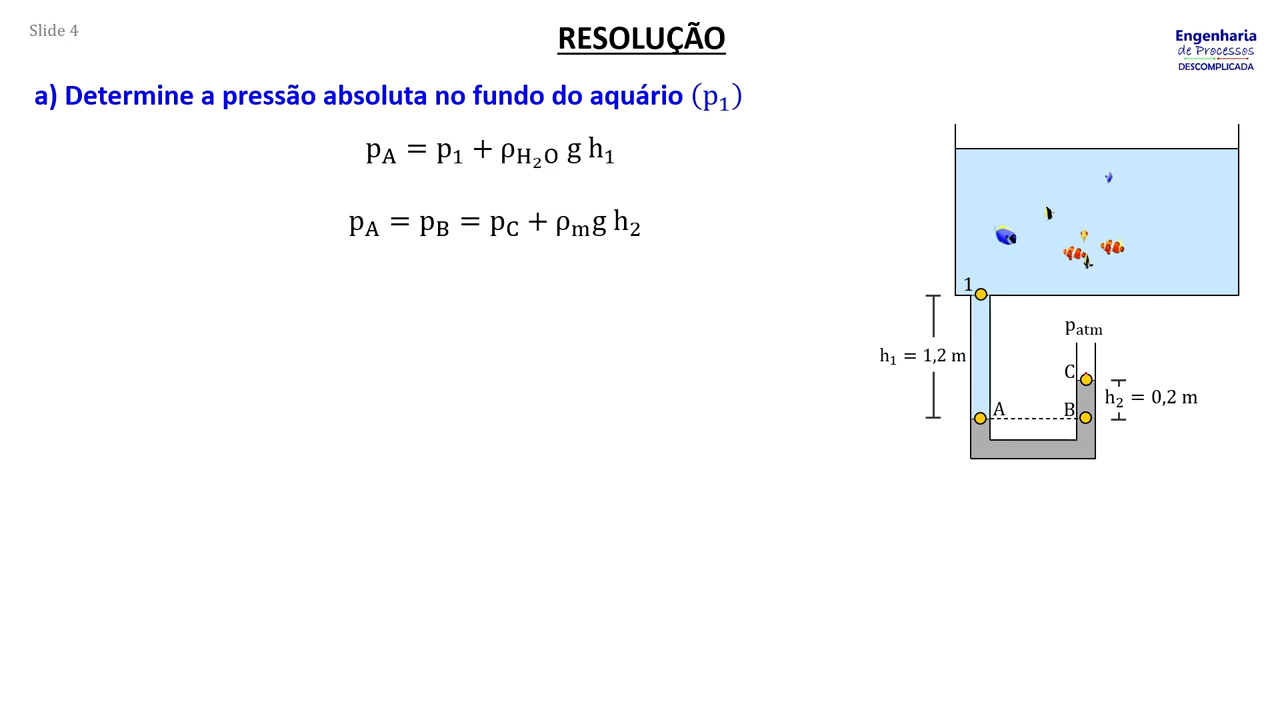 Slide 4
RESOLUÇÃO
Engenharia
de Processos
DESCOMPLICADA
a) Determine a pressão absoluta no fundo do aquário (p₁)
p_A = p₁ + ρ_H₂O g h₁
p_A = p_B = p_C + ρ_m g h₂
1
p_atm
h₁ = 1,2 m
C
h₂ = 0,2 m
A
B